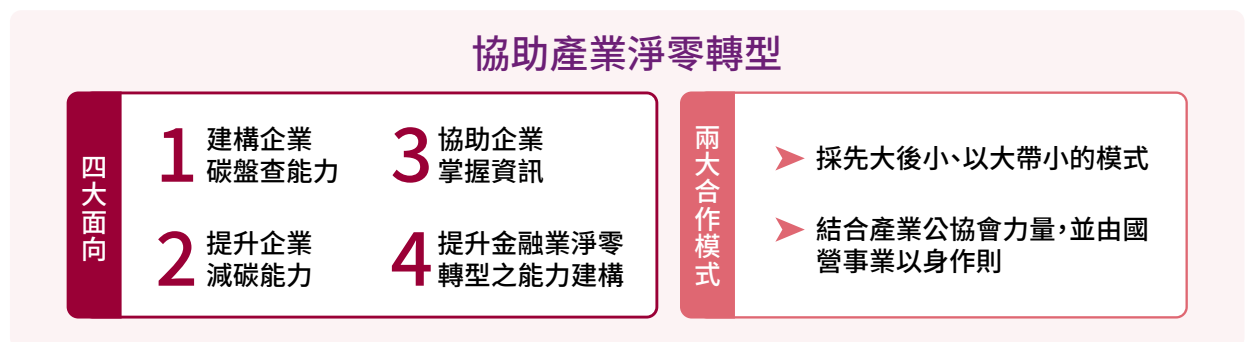 協助產業淨零轉型
四大面向
1 建構企業
碳盤查能力
2 提升企業
減碳能力
3 協助企業
掌握資訊
4 提升金融業淨零
轉型之能力建構
兩大合作模式
採先大後小、以大帶小的模式
結合產業公協會力量，並由國
營事業以身作則